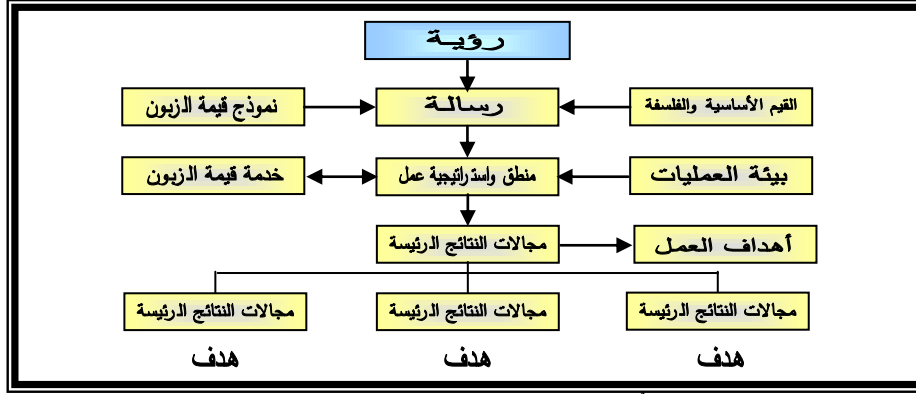 رؤيـة
القيم الأساسية والفلسفة
رسـالـة
نموذج قيمة الزبون
بيئة العمليات
منطق واستراتيجية عمل
خدمة قيمة الزبون
أهداف العمل
مجالات النتائج الرئيسة
مجالات النتائج الرئيسة
مجالات النتائج الرئيسة
مجالات النتائج الرئيسة
هدف
هدف
هدف